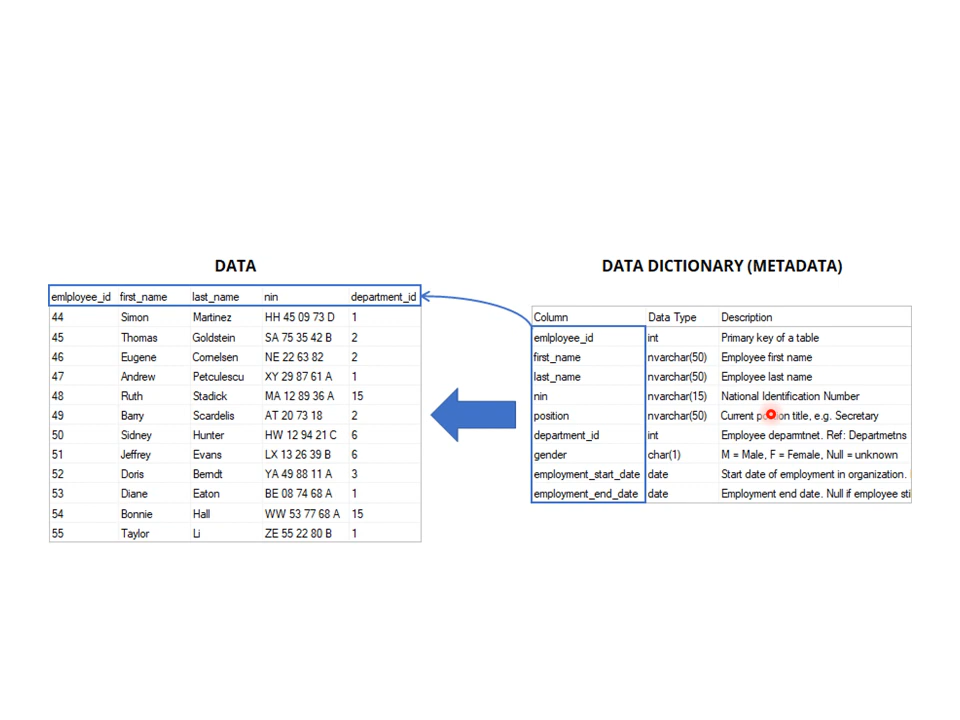 DATA
emlployee_id first_name last_name nin department_id
44 Simon Martinez HH 45 09 73 D 1
45 Thomas Goldstein SA 75 35 42 B 2
46 Eugene Comelsen NE 22 63 82 2
47 Andrew Petculescu XY 29 87 61 A 1
48 Ruth Stadick MA 12 89 36 A 15
49 Barry Scardelis AT 20 73 18 2
50 Sidney Hunter HW 12 94 21 C 6
51 Jeffrey Evans LX 13 26 39 B 6
52 Doris Berndt YA 49 88 11 A 3
53 Diane Eaton BE 08 74 68 A 1
54 Bonnie Hall WW 53 77 68 A 15
55 Taylor Li ZE 55 22 80 B 1
DATA DICTIONARY (METADATA)
Column Data Type Description
emlployee_id int Primary key of a table
first_name nvarchar(50) Employee first name
last_name nvarchar(50) Employee last name
nin nvarchar(15) National Identification Number
position nvarchar(50) Current title, e.g. Secretary
department_id int Employee deparmtnet. Ref: Departmetns
gender char(1) M = Male, F = Female, Null = unknown
employment_start_date date Start date of employment in organization.
employment_end_date date Employment end date. Null if employee sti